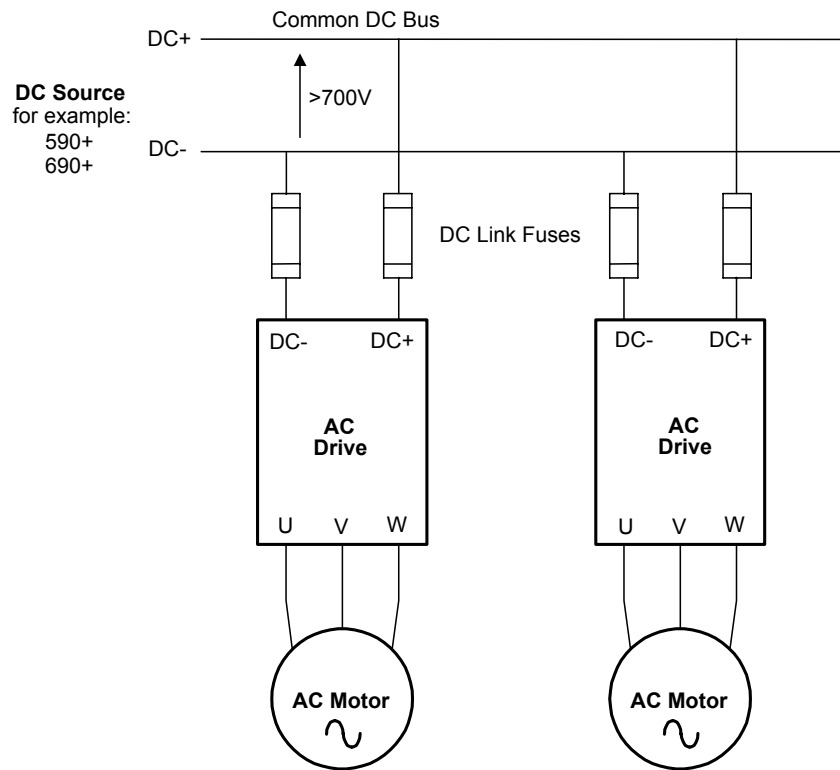 Common DC Bus
DC+
>700V
DC Source
for example:
590+
690+
DC-
DC Link Fuses
DC- DC+
AC
Drive
U V W
AC Motor
DC- DC+
AC
Drive
U V W
AC Motor